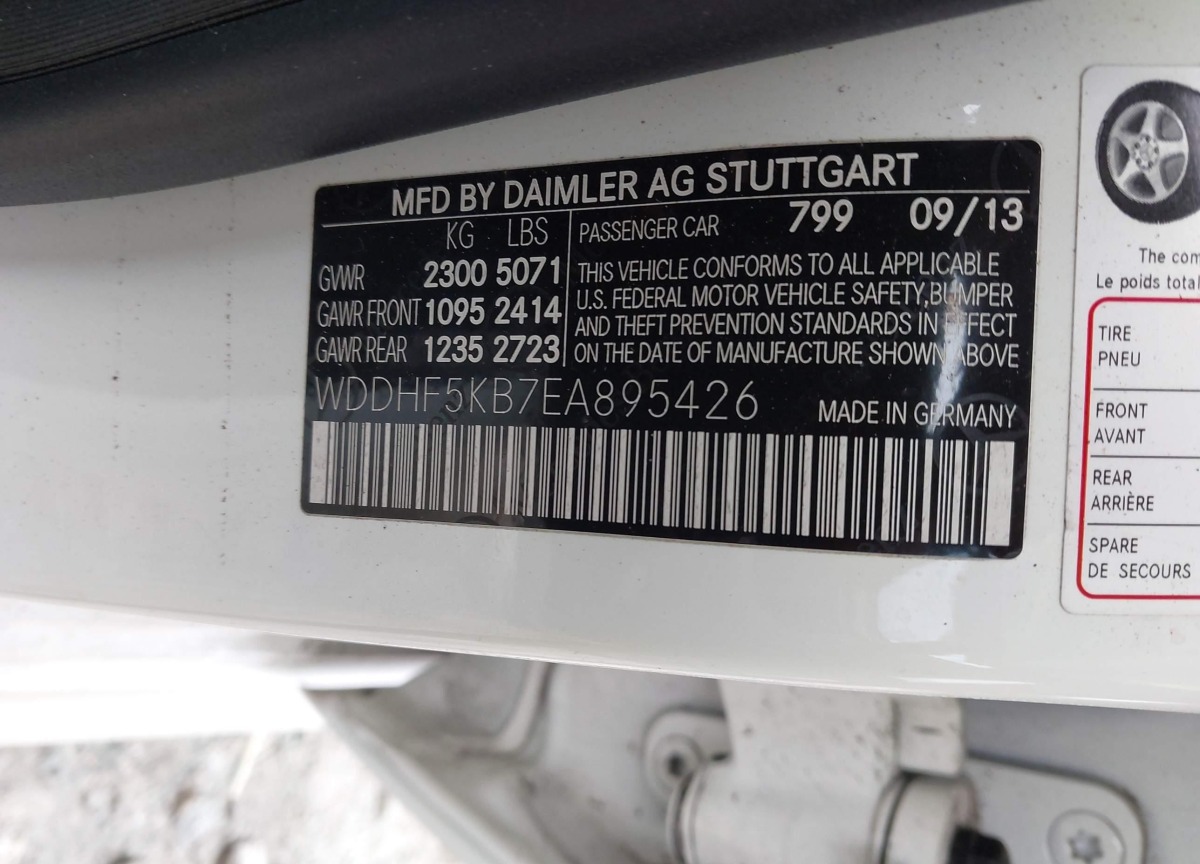 MFD BY DAIMLER AG STUTTGART
KG LBS
GVWR 2300 5071
GAWR FRONT 1095 2414
GAWR REAR 1235 2723
PASSENGER CAR 799 09/13
THIS VEHICLE CONFORMS TO ALL APPLICABLE
U.S. FEDERAL MOTOR VEHICLE SAFETY, BUMPER
AND THEFT PREVENTION STANDARDS IN EFFECT
ON THE DATE OF MANUFACTURE SHOWN ABOVE
WDDHF5KB7EA895426
MADE IN GERMANY
The com
Le poids total
TIRE
PNEU
FRONT
AVANT
REAR
ARRIÈRE
SPARE
DE SECOURS